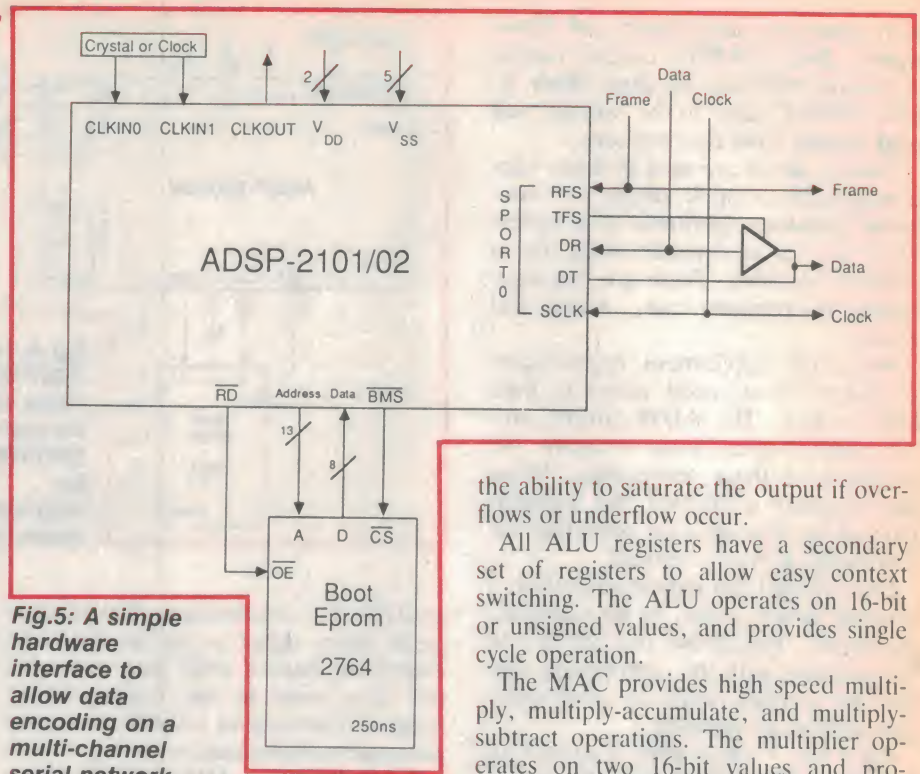 Crystal or Clock
2
5
Data
Frame Clock
CLKIN0 CLKIN1 CLKOUT VDD VSS
SPORT0
RFS
Frame
TFS
ADSP-2101/02
DR
Data
DT
SCLK
Clock
RD Address Data BMS
13
8
A D CS
OE
Boot
Eprom
2764
250ns
Fig.5: A simple
hardware
interface to
allow data
encoding on a
multi-channel
serial network
the ability to saturate the output if over-
flows or underflow occur.
All ALU registers have a secondary
set of registers to allow easy context
switching. The ALU operates on 16-bit
or unsigned values, and provides single
cycle operation.
The MAC provides high speed multi-
ply, multiply-accumulate, and multiply-
subtract operations. The multiplier op-
erates on two 16-bit values and pro-